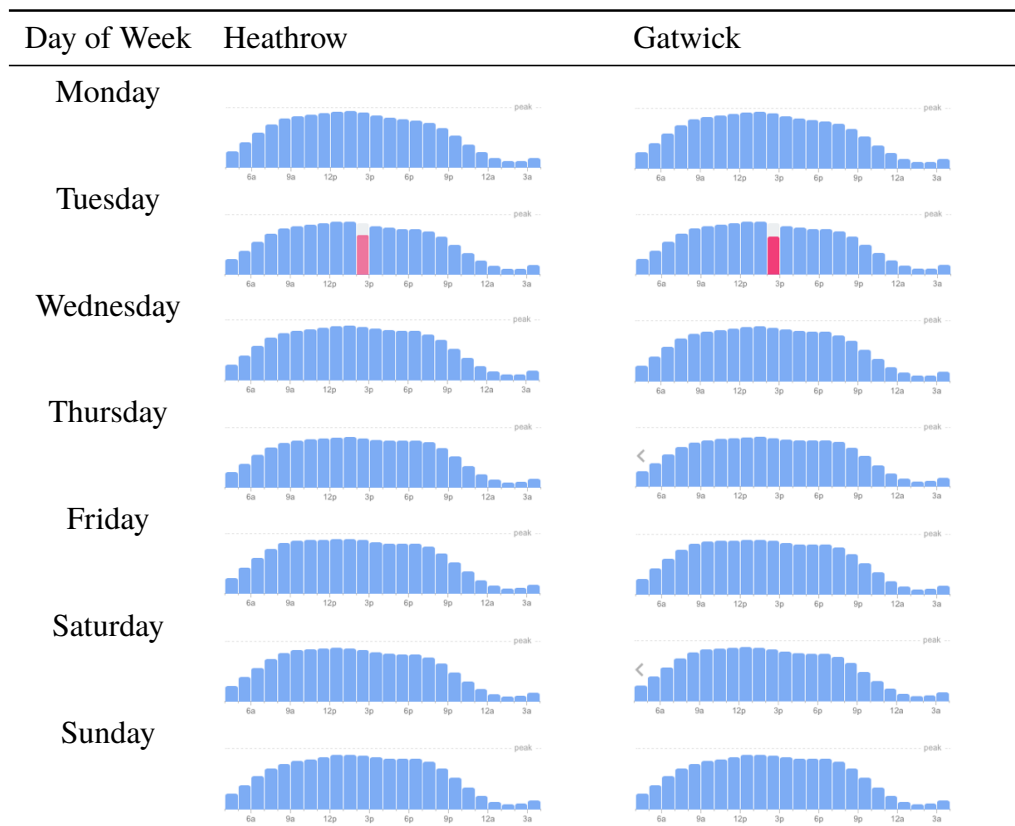 Day of Week Heathrow Gatwick
Monday
peak peak
6a 9a 12p 3p 6p 9p 12a 3a 6a 9a 12p 3p 6p 9p 12a 3a
Tuesday
peak peak
6a 9a 12p 3p 6p 9p 12a 3a 6a 9a 12p 3p 6p 9p 12a 3a
Wednesday
peak peak
6a 9a 12p 3p 6p 9p 12a 3a 6a 9a 12p 3p 6p 9p 12a 3a
Thursday
peak peak
6a 9a 12p 3p 6p 9p 12a 3a 6a 9a 12p 3p 6p 9p 12a 3a
Friday
peak peak
6a 9a 12p 3p 6p 9p 12a 3a 6a 9a 12p 3p 6p 9p 12a 3a
Saturday
peak peak
6a 9a 12p 3p 6p 9p 12a 3a 6a 9a 12p 3p 6p 9p 12a 3a
Sunday
peak peak
6a 9a 12p 3p 6p 9p 12a 3a 6a 9a 12p 3p 6p 9p 12a 3a